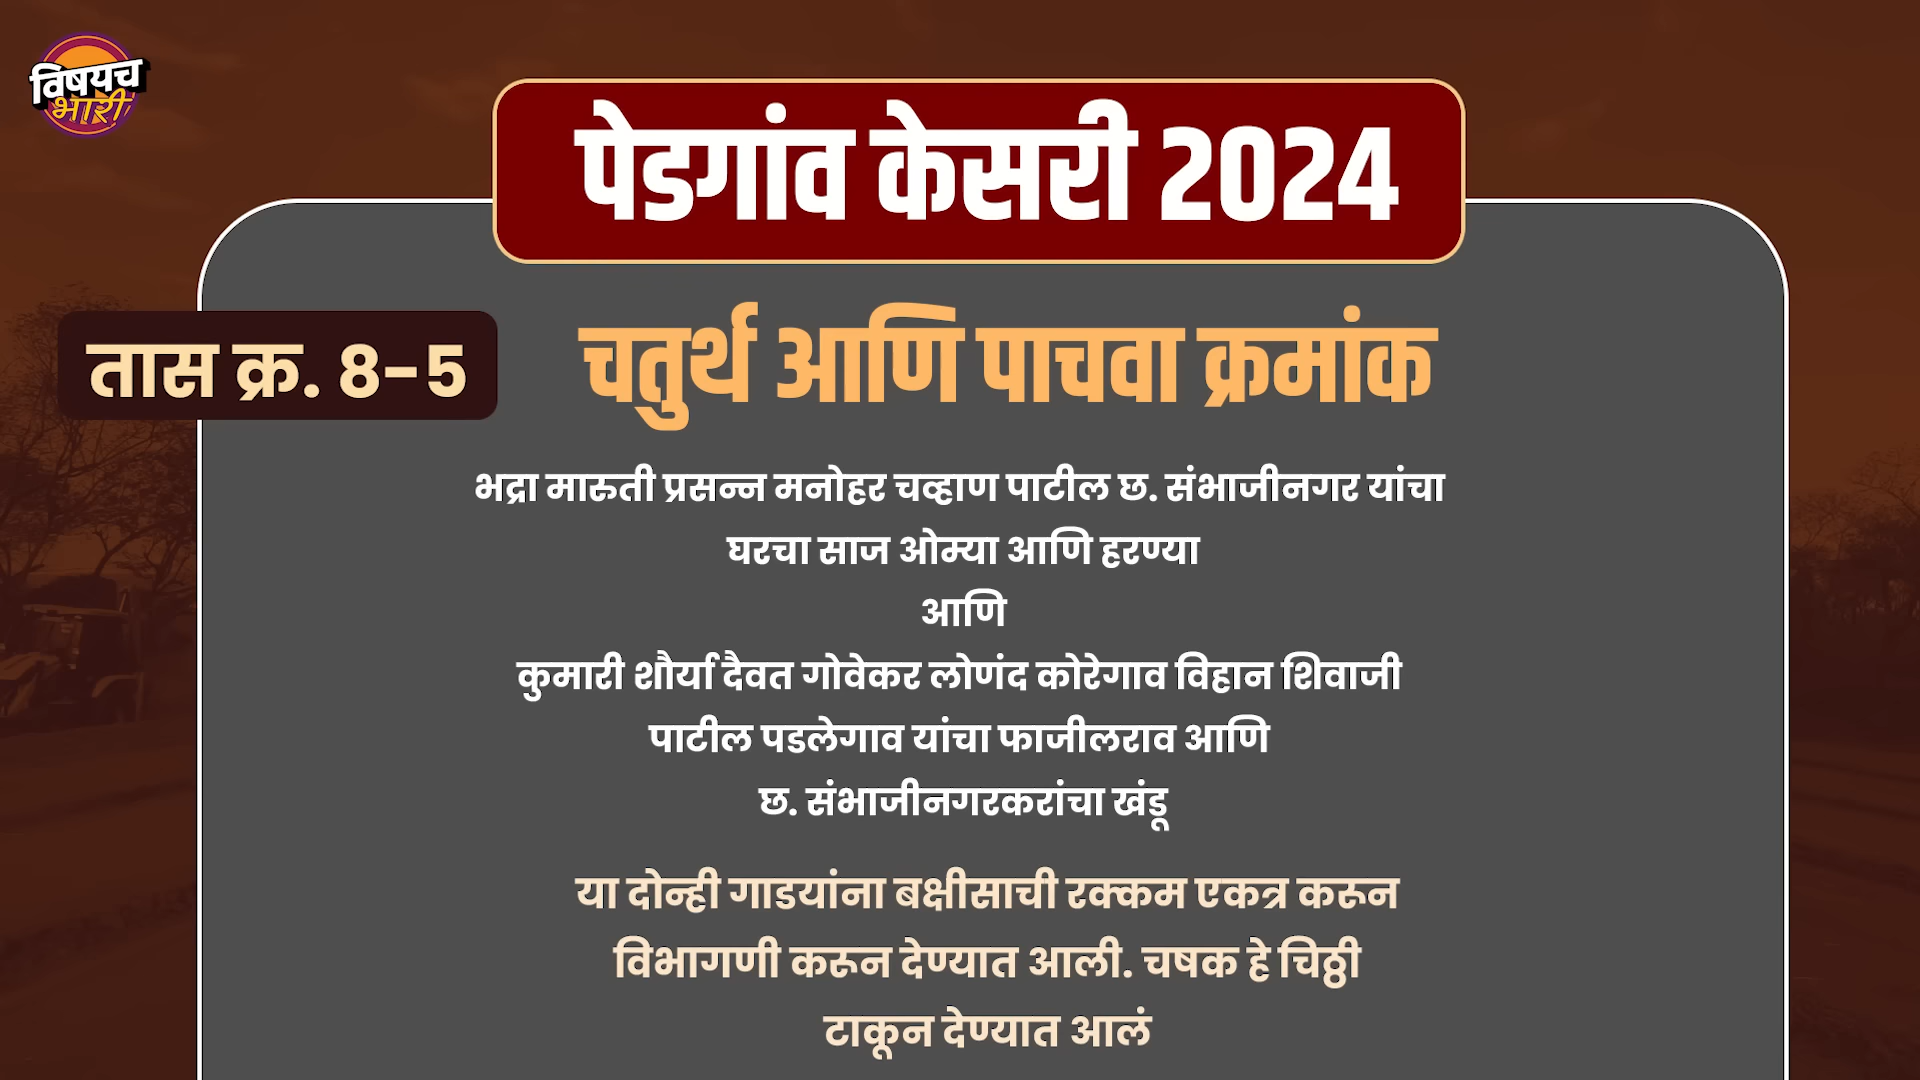 विषयच
भारी
पेडगांव केसरी 2024
तास क्र. 8-5
चतुर्थ आणि पाचवा क्रमांक
भद्रा मारुती प्रसन्न मनोहर चव्हाण पाटील छ. संभाजीनगर यांचा
घरचा साज ओम्या आणि हरण्या
आणि
कुमारी शौर्या दैवत गोवेकर लोणंद कोरेगाव विहान शिवाजी
पाटील पडलेगाव यांचा फाजीलराव आणि
छ. संभाजीनगरकरांचा खंडू
या दोन्ही गाडयांना बक्षीसाची रक्कम एकत्र करून
विभागणी करून देण्यात आली. चषक हे चिठ्ठी
टाकून देण्यात आलं